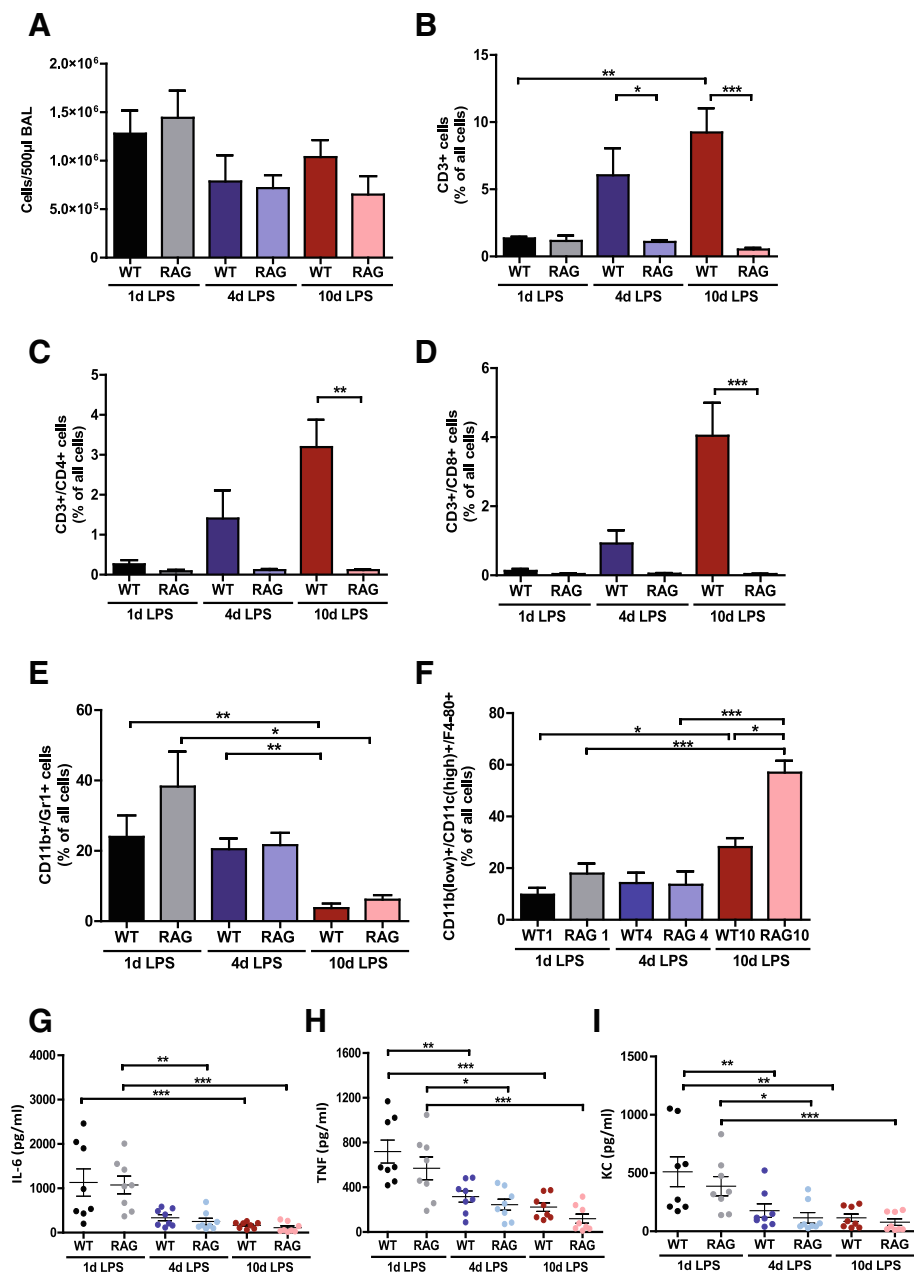 A
Cells/500µl BAL
2.0×10⁶
1.5×10⁶
1.0×10⁶
5.0×10⁵
0
WT RAG WT RAG WT RAG
1d LPS 4d LPS 10d LPS
B
CD3+ cells
(% of all cells)
15
10
5
0
**
* ***
WT RAG WT RAG WT RAG
1d LPS 4d LPS 10d LPS
C
CD3+/CD4+ cells
(% of all cells)
5
4
3
2
1
0
**
WT RAG WT RAG WT RAG
1d LPS 4d LPS 10d LPS
D
CD3+/CD8+ cells
(% of all cells)
6
4
2
0
***
WT RAG WT RAG WT RAG
1d LPS 4d LPS 10d LPS
E
CD11b+/Gr1+ cells
(% of all cells)
60
40
20
0
**
*
**
WT RAG WT RAG WT RAG
1d LPS 4d LPS 10d LPS
F
CD11b(low)+/CD11c(high)+/F4-80+
(% of all cells)
80
60
40
20
0
***
* *
***
WT1 RAG 1 WT4 RAG 4 WT10 RAG10
1d LPS 4d LPS 10d LPS
G
IL-6 (pg/ml)
4000
3000
2000
1000
0
**
***
***
WT RAG WT RAG WT RAG
1d LPS 4d LPS 10d LPS
H
TNF (pg/ml)
1600
1200
800
400
0
**
***
*
***
WT RAG WT RAG WT RAG
1d LPS 4d LPS 10d LPS
I
KC (pg/ml)
1500
1000
500
0
**
**
*
***
WT RAG WT RAG WT RAG
1d LPS 4d LPS 10d LPS